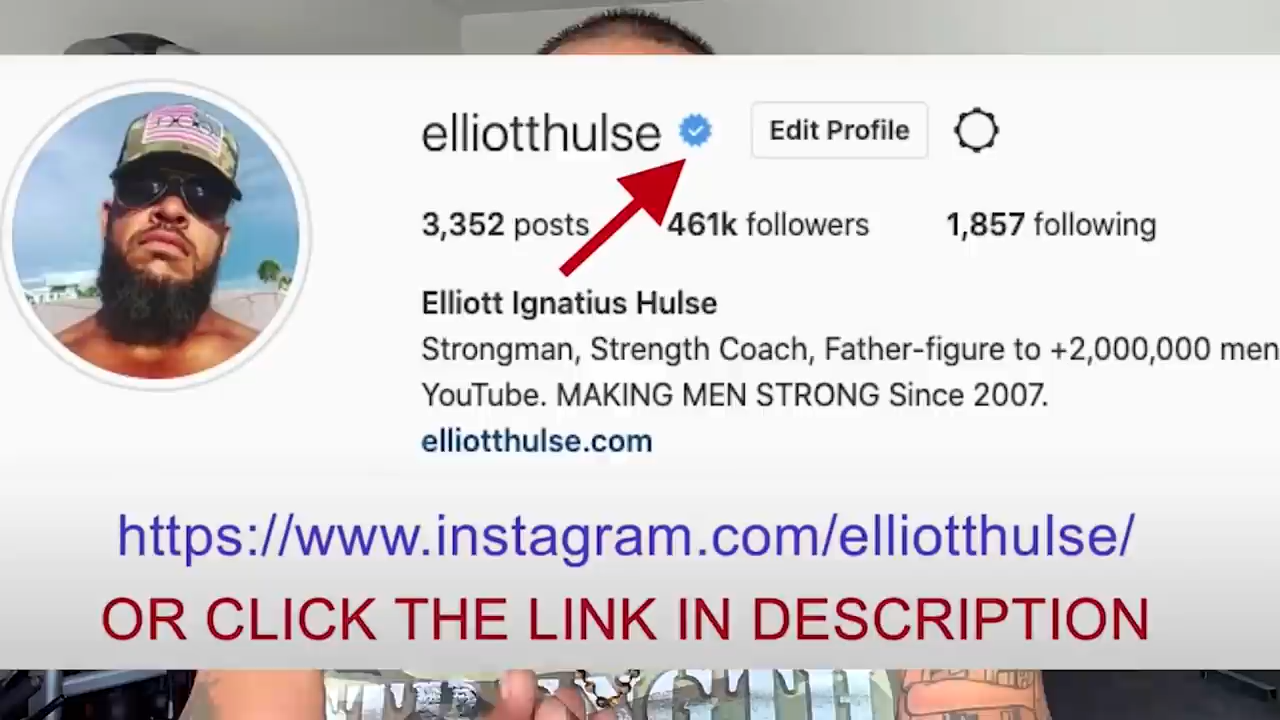 elliotthulse Edit Profile
3,352 posts 461k followers 1,857 following
Elliott Ignatius Hulse
Strongman, Strength Coach, Father-figure to +2,000,000 men
YouTube. MAKING MEN STRONG Since 2007.
elliotthulse.com
https://www.instagram.com/elliotthulse/
OR CLICK THE LINK IN DESCRIPTION